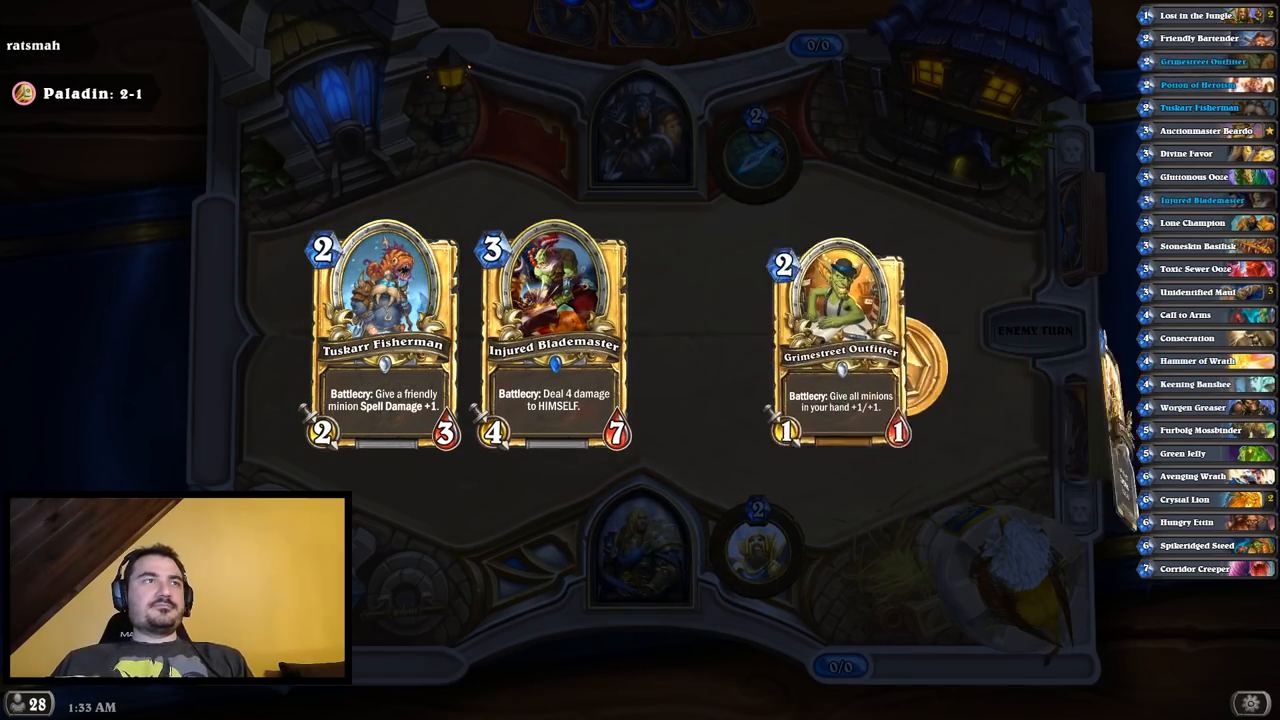 ratsmah
Paladin: 2-1
0/0
2
2
Tuskarr Fisherman
Battlecry: Give a friendly
minion Spell Damage +1.
2
3
3
Injured Blademaster
Battlecry: Deal 4 damage
to HIMSELF.
4
7
2
Grimestreet Outfitter
Battlecry: Give all minions
in your hand +1/+1.
1
1
ENEMY TURN
2
0/0
28
1:33 AM
1 Lost in the Jungle 2
2 Friendly Bartender
2 Grimestreet Outfitter
2 Potion of Heroism
2 Tuskarr Fisherman
3 Auctionmaster Beardo
3 Divine Favor
3 Gluttonous Ooze
3 Injured Blademaster
3 Lone Champion
3 Stoneskin Basilisk
3 Toxic Sewer Ooze
3 Unidentified Maul 3
4 Call to Arms
4 Consecration
4 Hammer of Wrath
4 Keening Banshee
4 Worgen Greaser
5 Furbolg Mossbinder
5 Green Jelly
6 Avenging Wrath
6 Crystal Lion 2
6 Hungry Ettin
6 Spikeridged Steed
7 Corridor Creeper